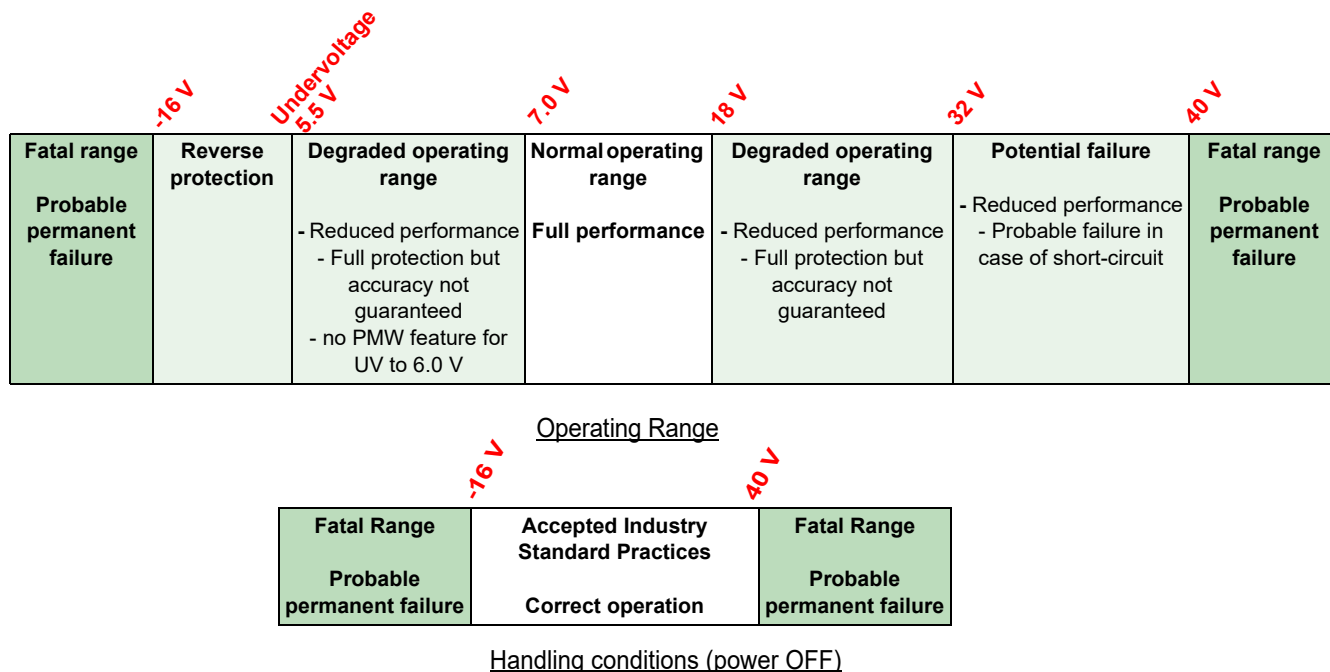 -16 V
Undervoltage
5.5 V
7.0 V
18 V
32 V
40 V
Fatal range
Probable
permanent
failure
Reverse
protection
Degraded operating
range
- Reduced performance
- Full protection but
accuracy not
guaranteed
- no PMW feature for
UV to 6.0 V
Normal operating
range
Full performance
Degraded operating
range
- Reduced performance
- Full protection but
accuracy not
guaranteed
Potential failure
- Reduced performance
- Probable failure in
case of short-circuit
Fatal range
Probable
permanent
failure
Operating Range
-16 V
40 V
Fatal Range
Probable
permanent failure
Accepted Industry
Standard Practices
Correct operation
Fatal Range
Probable
permanent failure
Handling conditions (power OFF)